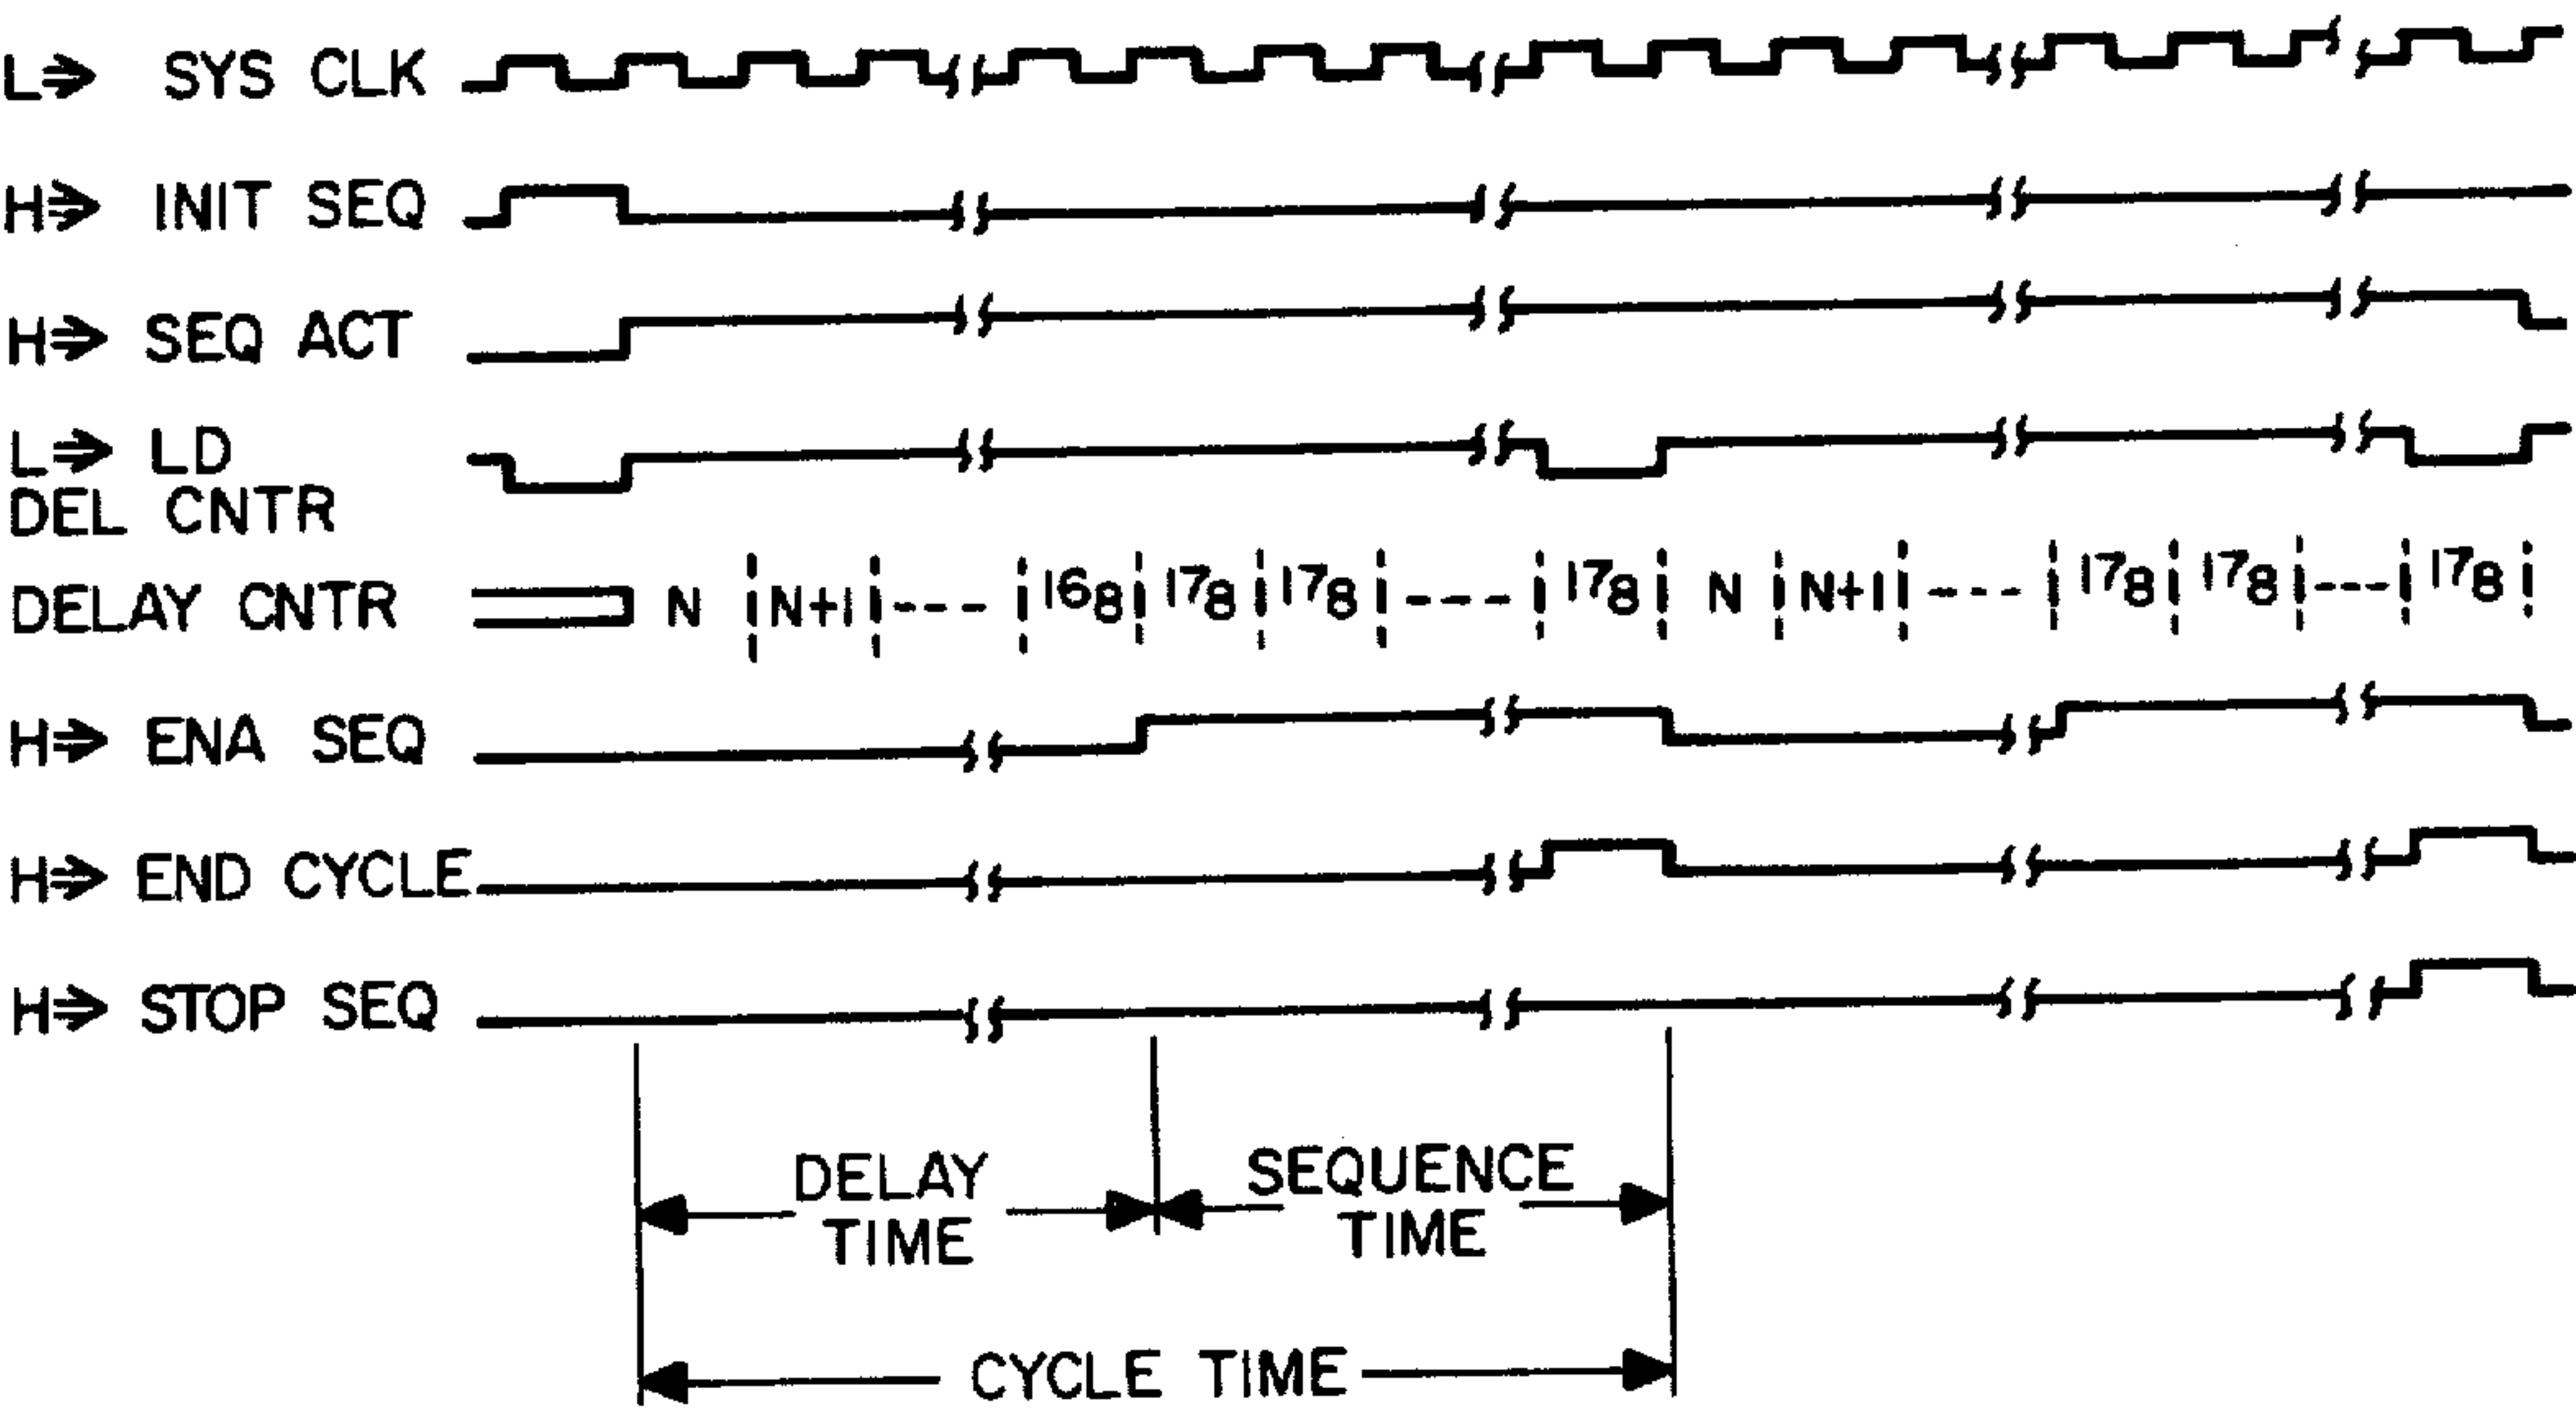 L⇒ SYS CLK
H⇒ INIT SEQ
H⇒ SEQ ACT
L⇒ LD
DEL CNTR
DELAY CNTR N N+1 ---- 16₈ 17₈ 17₈ ---- 17₈ N N+1 ---- 17₈ 17₈ ---- 17₈
H⇒ ENA SEQ
H⇒ END CYCLE
H⇒ STOP SEQ
DELAY
TIME
SEQUENCE
TIME
CYCLE TIME